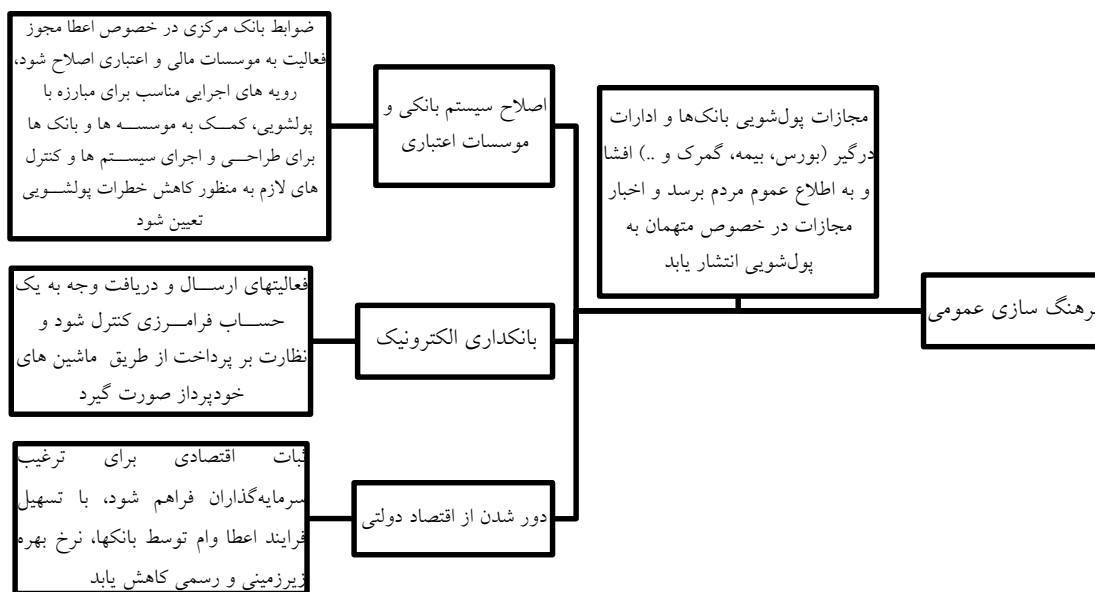 رهنگ سازی عمومی
مجازات پول‌شویی بانک‌ها و ادارات
درگیر (بورس، بیمه، گمرک و ..) افشا
و به اطلاع عموم مردم برسد و اخبار
مجازات در خصوص متهمان به
پول‌شویی انتشار یابد
اصلاح سیستم بانکی و
موسسات اعتباری
ضوابط بانک مرکزی در خصوص اعطا مجوز
فعالیت به موسسات مالی و اعتباری اصلاح شود،
رویه های اجرایی مناسب برای مبارزه با
پولشویی، کمک به موسسه ها و بانک ها
برای طراحی و اجرای سیستم ها و کنترل
های لازم به منظور کاهش خطرات پولشویی
تعیین شود
بانکداری الکترونیک
فعالیتهای ارسال و دریافت وجه به یک
حساب فرامرزی کنترل شود و
نظارت بر پرداخت از طریق ماشین های
خودپرداز صورت گیرد
دور شدن از اقتصاد دولتی
ثبات اقتصادی برای ترغیب
سرمایه‌گذاران فراهم شود، با تسهیل
فرایند اعطا وام توسط بانکها، نرخ بهره
زیرزمینی و رسمی کاهش یابد